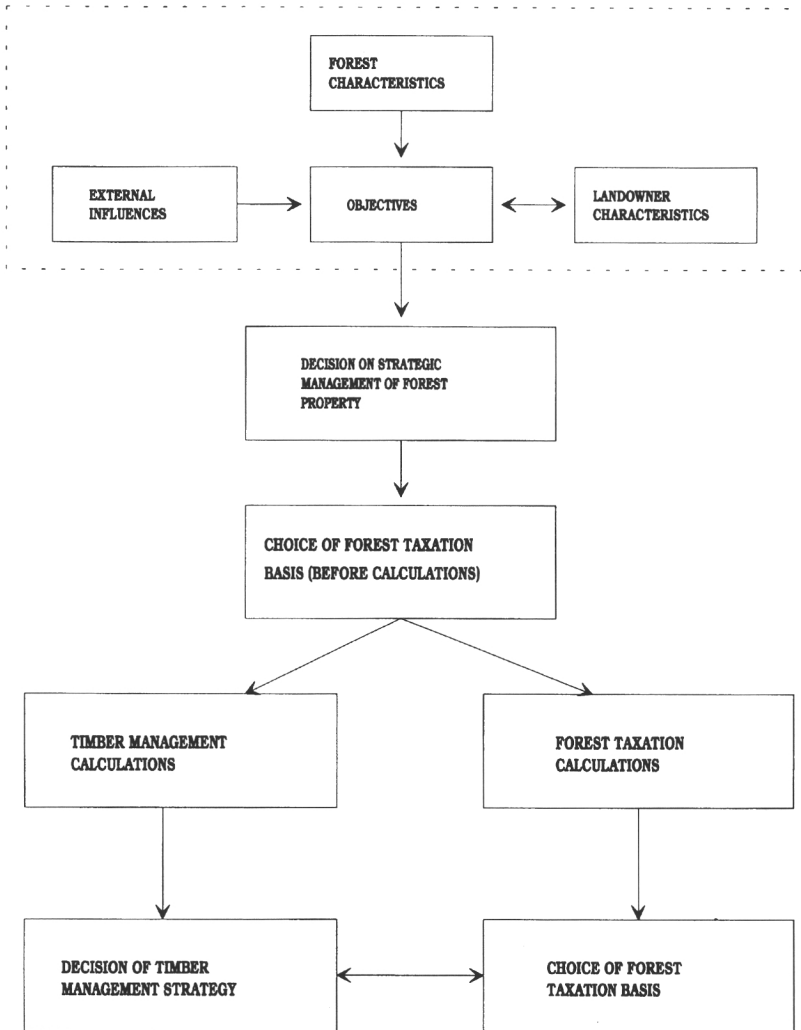 FOREST
CHARACTERISTICS
EXTERNAL
INFLUENCES
OBJECTIVES
LANDOWNER
CHARACTERISTICS
DECISION ON STRATEGIC
MANAGEMENT OF FOREST
PROPERTY
CHOICE OF FOREST TAXATION
BASIS (BEFORE CALCULATIONS)
TIMBER MANAGEMENT
CALCULATIONS
FOREST TAXATION
CALCULATIONS
DECISION OF TIMBER
MANAGEMENT STRATEGY
CHOICE OF FOREST
TAXATION BASIS